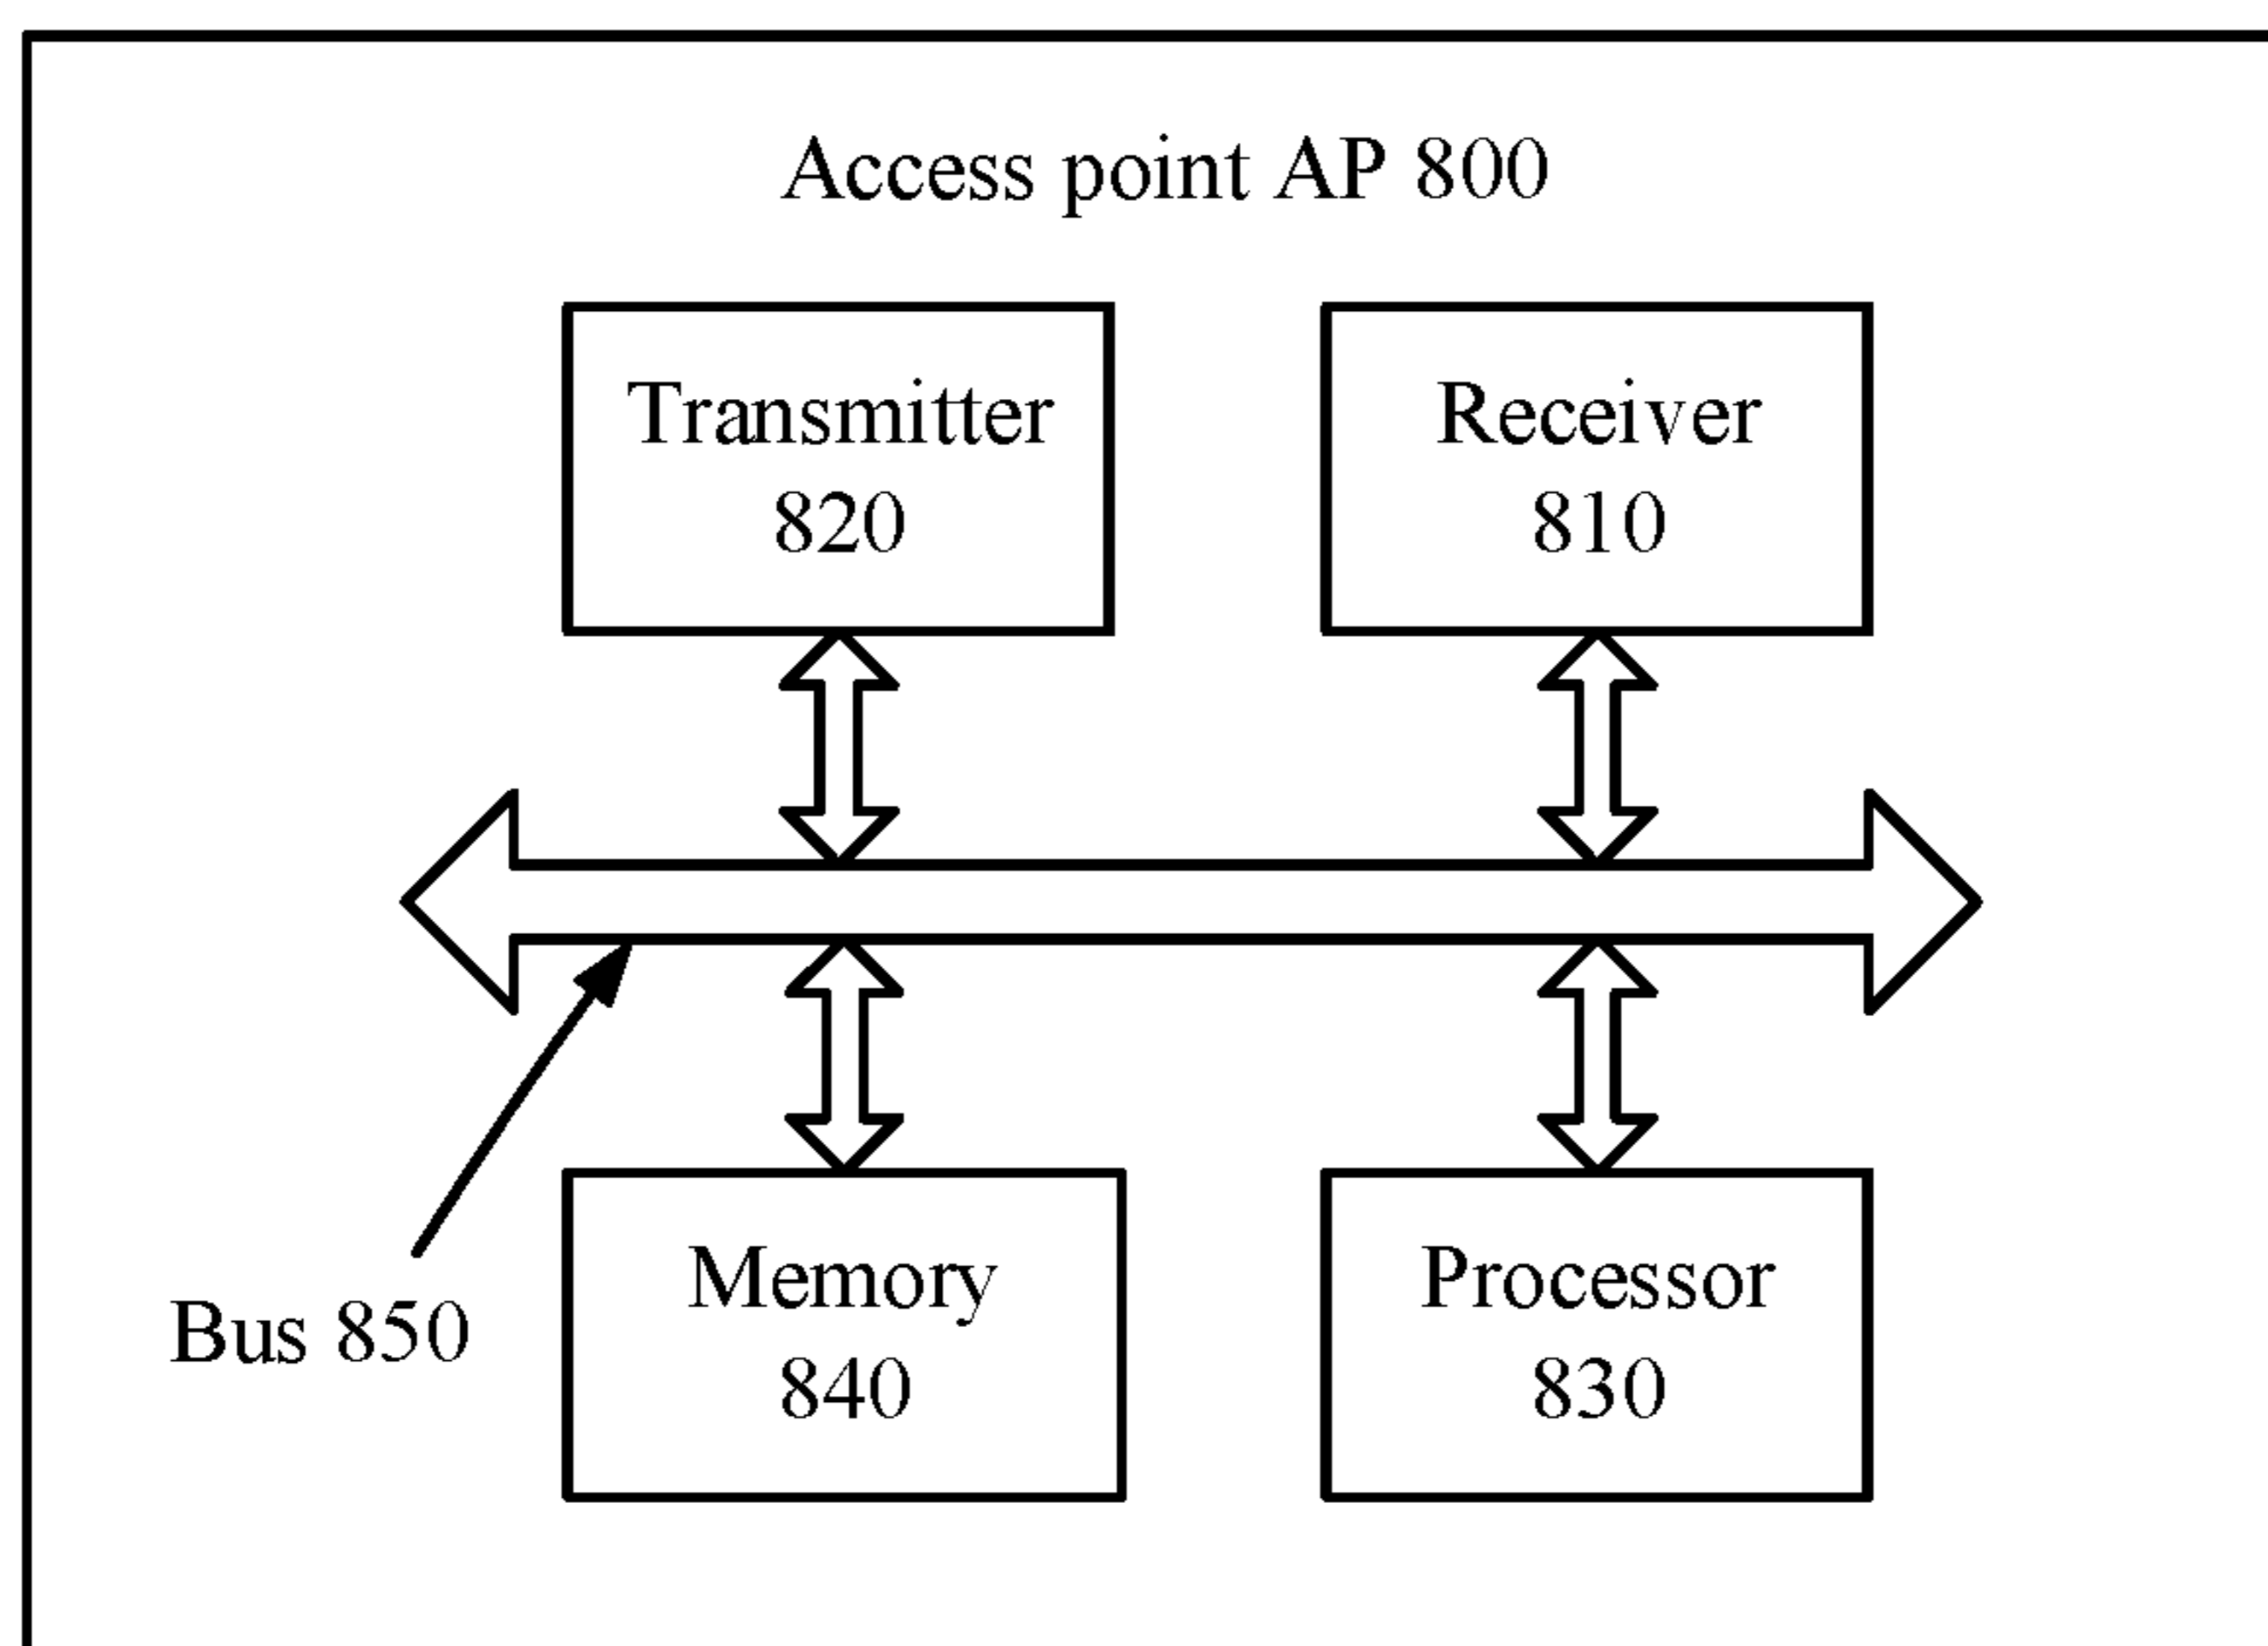 Access point AP 800
Transmitter
820
Receiver
810
Memory
840
Processor
830
Bus 850